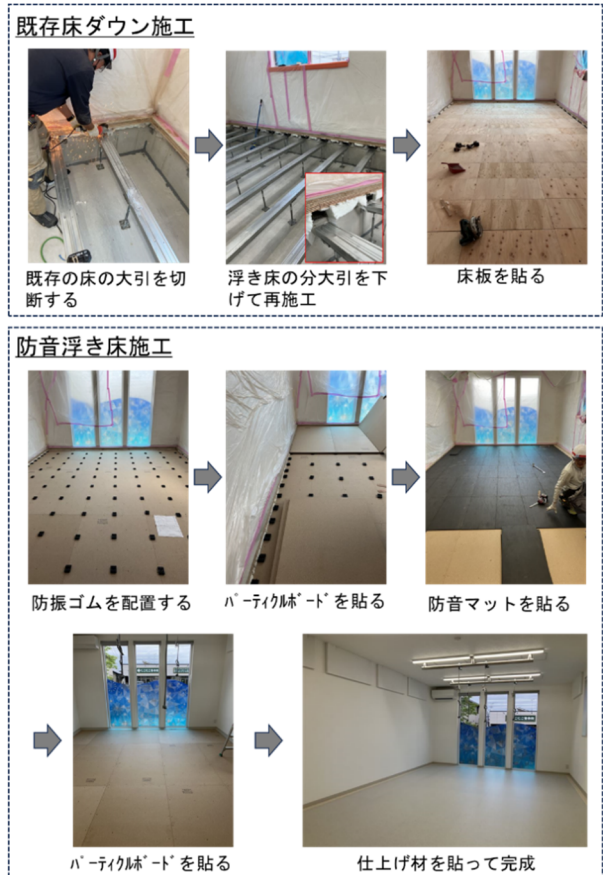 既存床ダウン施工
既存の床の大引を切
断する
浮き床の分大引を下
げて再施工
床板を貼る
防音浮き床施工
防振ゴムを配置する
ﾊﾟｰﾃｨｸﾙﾎﾞｰﾄﾞを貼る
防音マットを貼る
ﾊﾟｰﾃｨｸﾙﾎﾞｰﾄﾞを貼る
仕上げ材を貼って完成